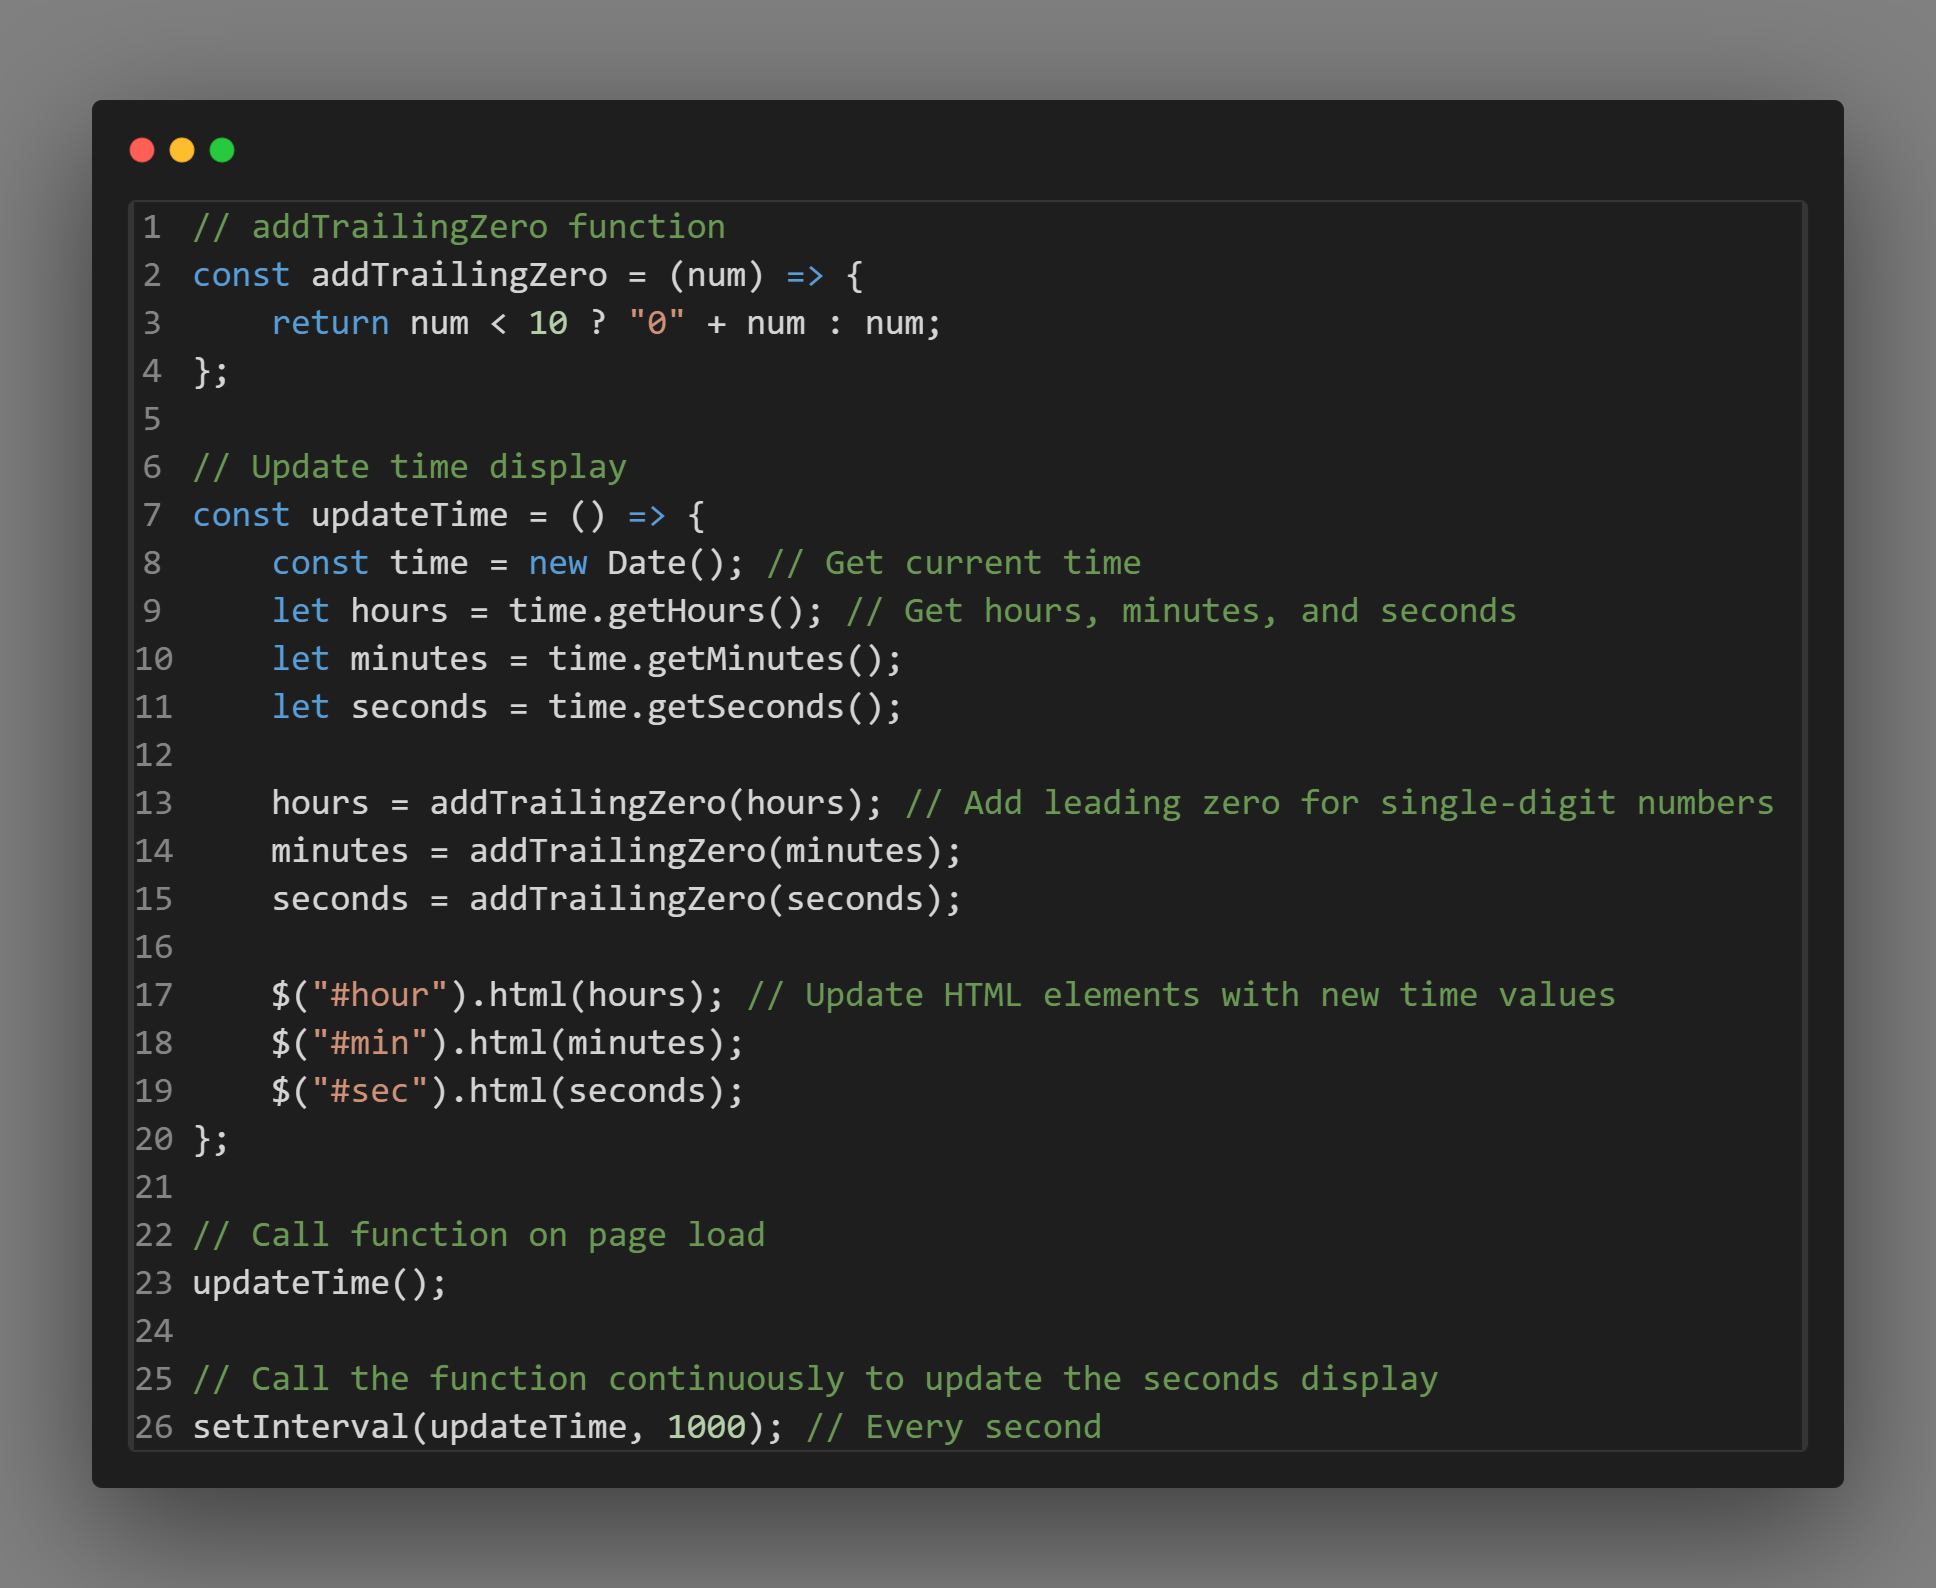 1 // addTrailingZero function
2 const addTrailingZero = (num) => {
3     return num < 10 ? "0" + num : num;
4 };
5
6 // Update time display
7 const updateTime = () => {
8     const time = new Date(); // Get current time
9     let hours = time.getHours(); // Get hours, minutes, and seconds
10     let minutes = time.getMinutes();
11     let seconds = time.getSeconds();
12
13     hours = addTrailingZero(hours); // Add leading zero for single-digit numbers
14     minutes = addTrailingZero(minutes);
15     seconds = addTrailingZero(seconds);
16
17     $("#hour").html(hours); // Update HTML elements with new time values
18     $("#min").html(minutes);
19     $("#sec").html(seconds);
20 };
21
22 // Call function on page load
23 updateTime();
24
25 // Call the function continuously to update the seconds display
26 setInterval(updateTime, 1000); // Every second